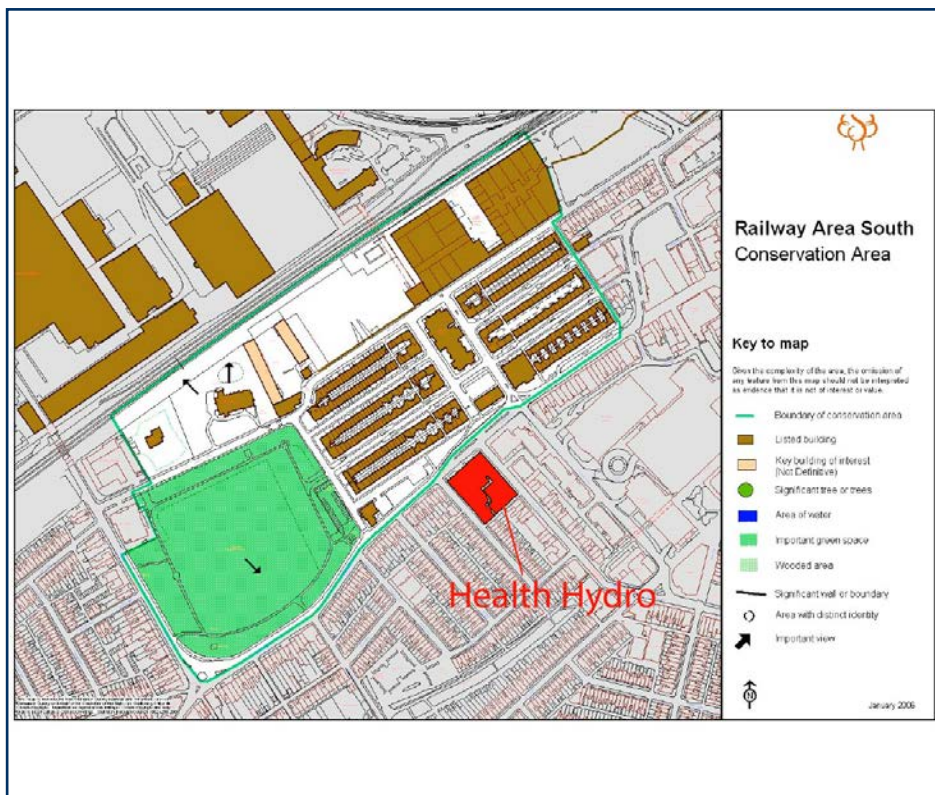 Railway Area South
Conservation Area
Key to map
Given the complexity of the area, the omission of
any feature from this map should not be interpreted
as evidence that it is not of interest or value.
Boundary of conservation area
Listed building
Key building of interest
(Not Definitive)
Significant tree or trees
Area of water
Important green space
Wooded area
Significant wall or boundary
Area with distinct identity
Important view
N
January 2006
Health Hydro